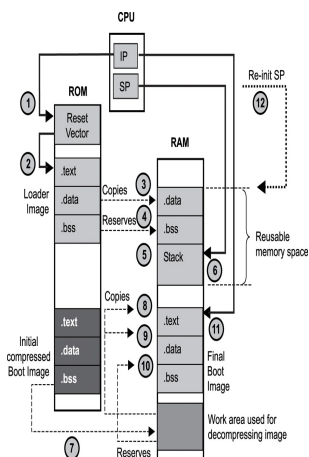 CPU
IP
SP
ROM
Re-init SP
1
12
Reset
Vector
RAM
2
.text
Copies
3
.data
Loader
Image
.data
Reserves
4
.bss
.bss
5
Stack
6
Reusable
memory space
Copies
8
.text
11
.text
9
.data
Initial
compressed
Boot Image
.data
10
.bss
Final
Boot
Image
.bss
Work area used for
decompressing image
7
Reserves